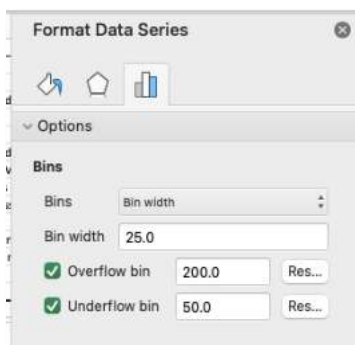 Format Data Series
Options
Bins
Bins Bin width
Bin width 25.0
Overflow bin 200.0 Res...
Underflow bin 50.0 Res...